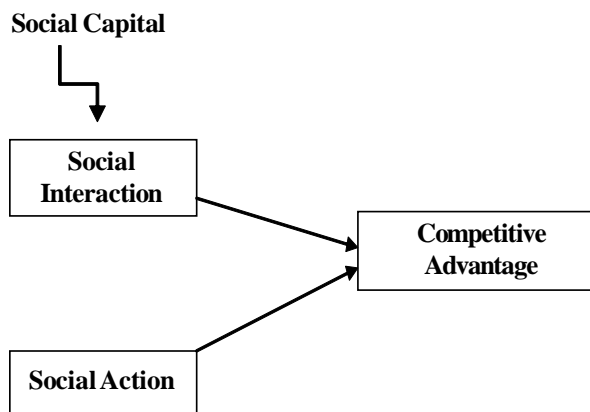 Social Capital
Social
Interaction
Competitive
Advantage
Social Action